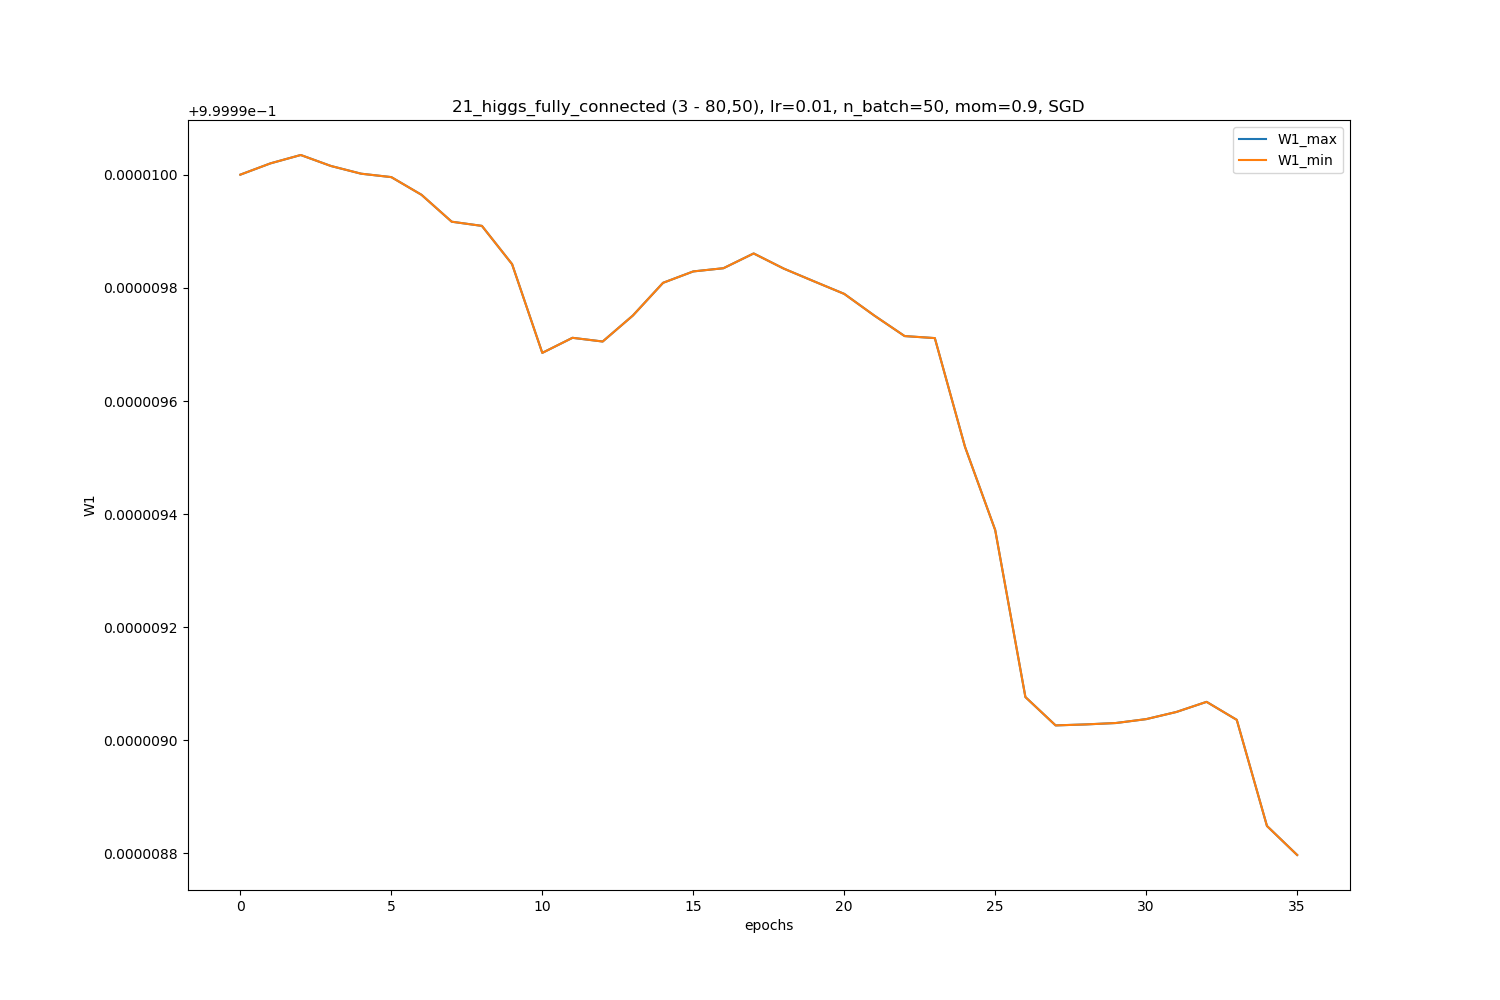 21_higgs_fully_connected (3 - 80,50), lr=0.01, n_batch=50, mom=0.9, SGD
+9.9999e−1
W1_max
W1_min
0.0000100
0.0000098
0.0000096
0.0000094
0.0000092
0.0000090
0.0000088
W1
0 5 10 15 20 25 30 35
epochs